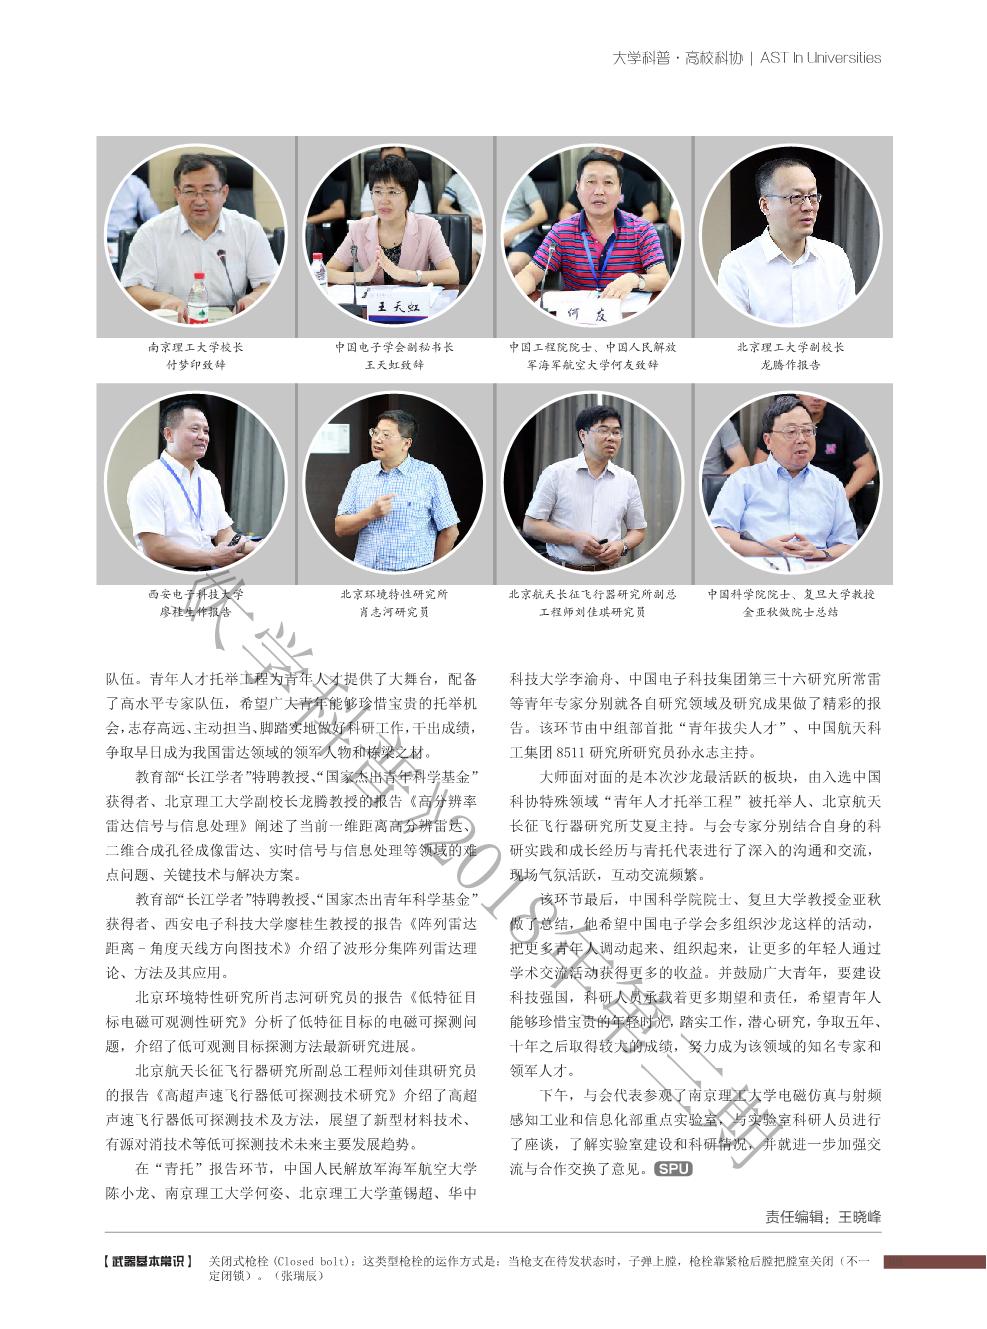 大学科普·高校科协 | AST In Universities
王天虹
何 友
南京理工大学校长
付梦印致辞
中国电子学会副秘书长
王天虹致辞
中国工程院院士、中国人民解放
军海军航空大学何友致辞
北京理工大学副校长
龙腾作报告
西安电子科技大学
廖桂生作报告
北京环境特性研究所
肖志河研究员
北京航天长征飞行器研究所副总
工程师刘佳琪研究员
中国科学院院士、复旦大学教授
金亚秋做院士总结
队伍。青年人才托举工程为青年人才提供了大舞台，配备
了高水平专家队伍，希望广大青年能够珍惜宝贵的托举机
会，志存高远、主动担当、脚踏实地做好科研工作，干出成绩，
争取早日成为我国雷达领域的领军人物和栋梁之材。
教育部“长江学者”特聘教授、“国家杰出青年科学基金”
获得者、北京理工大学副校长龙腾教授的报告《高分辨率
雷达信号与信息处理》阐述了当前一维距离高分辨雷达、
二维合成孔径成像雷达、实时信号与信息处理等领域的难
点问题、关键技术与解决方案。
教育部“长江学者”特聘教授、“国家杰出青年科学基金”
获得者、西安电子科技大学廖桂生教授的报告《阵列雷达
距离－角度天线方向图技术》介绍了波形分集阵列雷达理
论、方法及其应用。
北京环境特性研究所肖志河研究员的报告《低特征目
标电磁可观测性研究》分析了低特征目标的电磁可探测问
题，介绍了低可观测目标探测方法最新研究进展。
北京航天长征飞行器研究所副总工程师刘佳琪研究员
的报告《高超声速飞行器低可探测技术研究》介绍了高超
声速飞行器低可探测技术及方法，展望了新型材料技术、
有源对消技术等低可探测技术未来主要发展趋势。
在“青托”报告环节，中国人民解放军海军航空大学
陈小龙、南京理工大学何姿、北京理工大学董锡超、华中
科技大学李渝舟、中国电子科技集团第三十六研究所常雷
等青年专家分别就各自研究领域及研究成果做了精彩的报
告。该环节由中组部首批“青年拔尖人才”、中国航天科
工集团 8511 研究所研究员孙永志主持。
大师面对面的是本次沙龙最活跃的板块，由入选中国
科协特殊领域“青年人才托举工程”被托举人、北京航天
长征飞行器研究所艾夏主持。与会专家分别结合自身的科
研实践和成长经历与青托代表进行了深入的沟通和交流，
现场气氛活跃，互动交流频繁。
该环节最后，中国科学院院士、复旦大学教授金亚秋
做了总结，他希望中国电子学会多组织沙龙这样的活动，
把更多青年人调动起来、组织起来，让更多的年轻人通过
学术交流活动获得更多的收益。并鼓励广大青年，要建设
科技强国，科研人员承载着更多期望和责任，希望青年人
能够珍惜宝贵的年轻时光，踏实工作，潜心研究，争取五年、
十年之后取得较大的成绩，努力成为该领域的知名专家和
领军人才。
下午，与会代表参观了南京理工大学电磁仿真与射频
感知工业和信息化部重点实验室，与实验室科研人员进行
了座谈，了解实验室建设和科研情况，并就进一步加强交
流与合作交换了意见。SPU
《大学科普》2018年第三期
责任编辑：王晓峰
【武器基本常识】 关闭式枪栓 (Closed bolt)：这类型枪栓的运作方式是：当枪支在待发状态时，子弹上膛，枪栓靠紧枪后膛把膛室关闭（不一
定闭锁）。（张瑞辰）